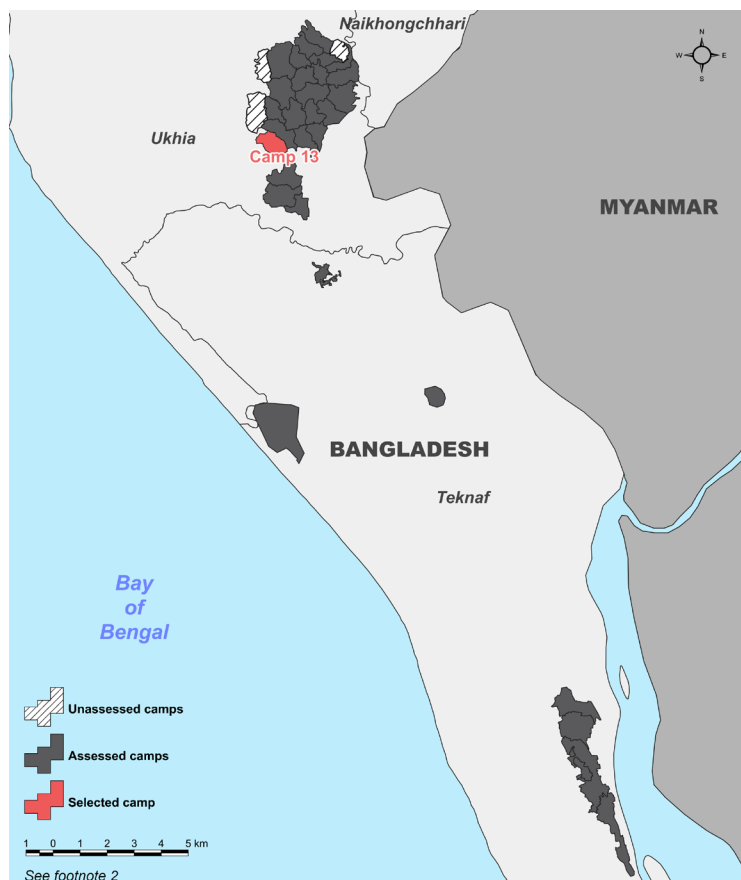 Naikhongchhari
N
W E
S
Ukhia
Camp 13
MYANMAR
BANGLADESH
Teknaf
Bay
of
Bengal
Unassessed camps
Assessed camps
Selected camp
1 0 1 2 3 4 5 km
See footnote 2